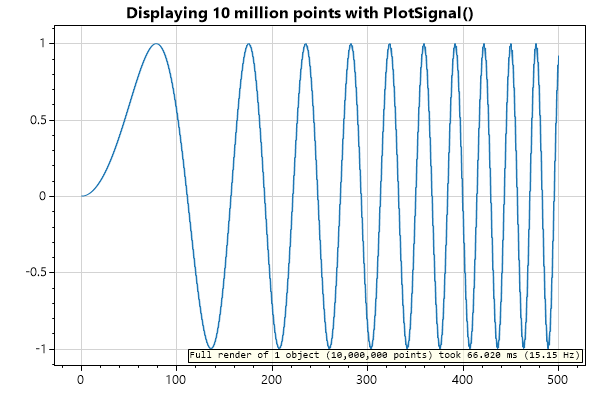 Displaying 10 million points with PlotSignal()
1
0.5
0
-0.5
-1
Full render of 1 object (10,000,000 points) took 66.020 ms (15.15 Hz)
0 100 200 300 400 500